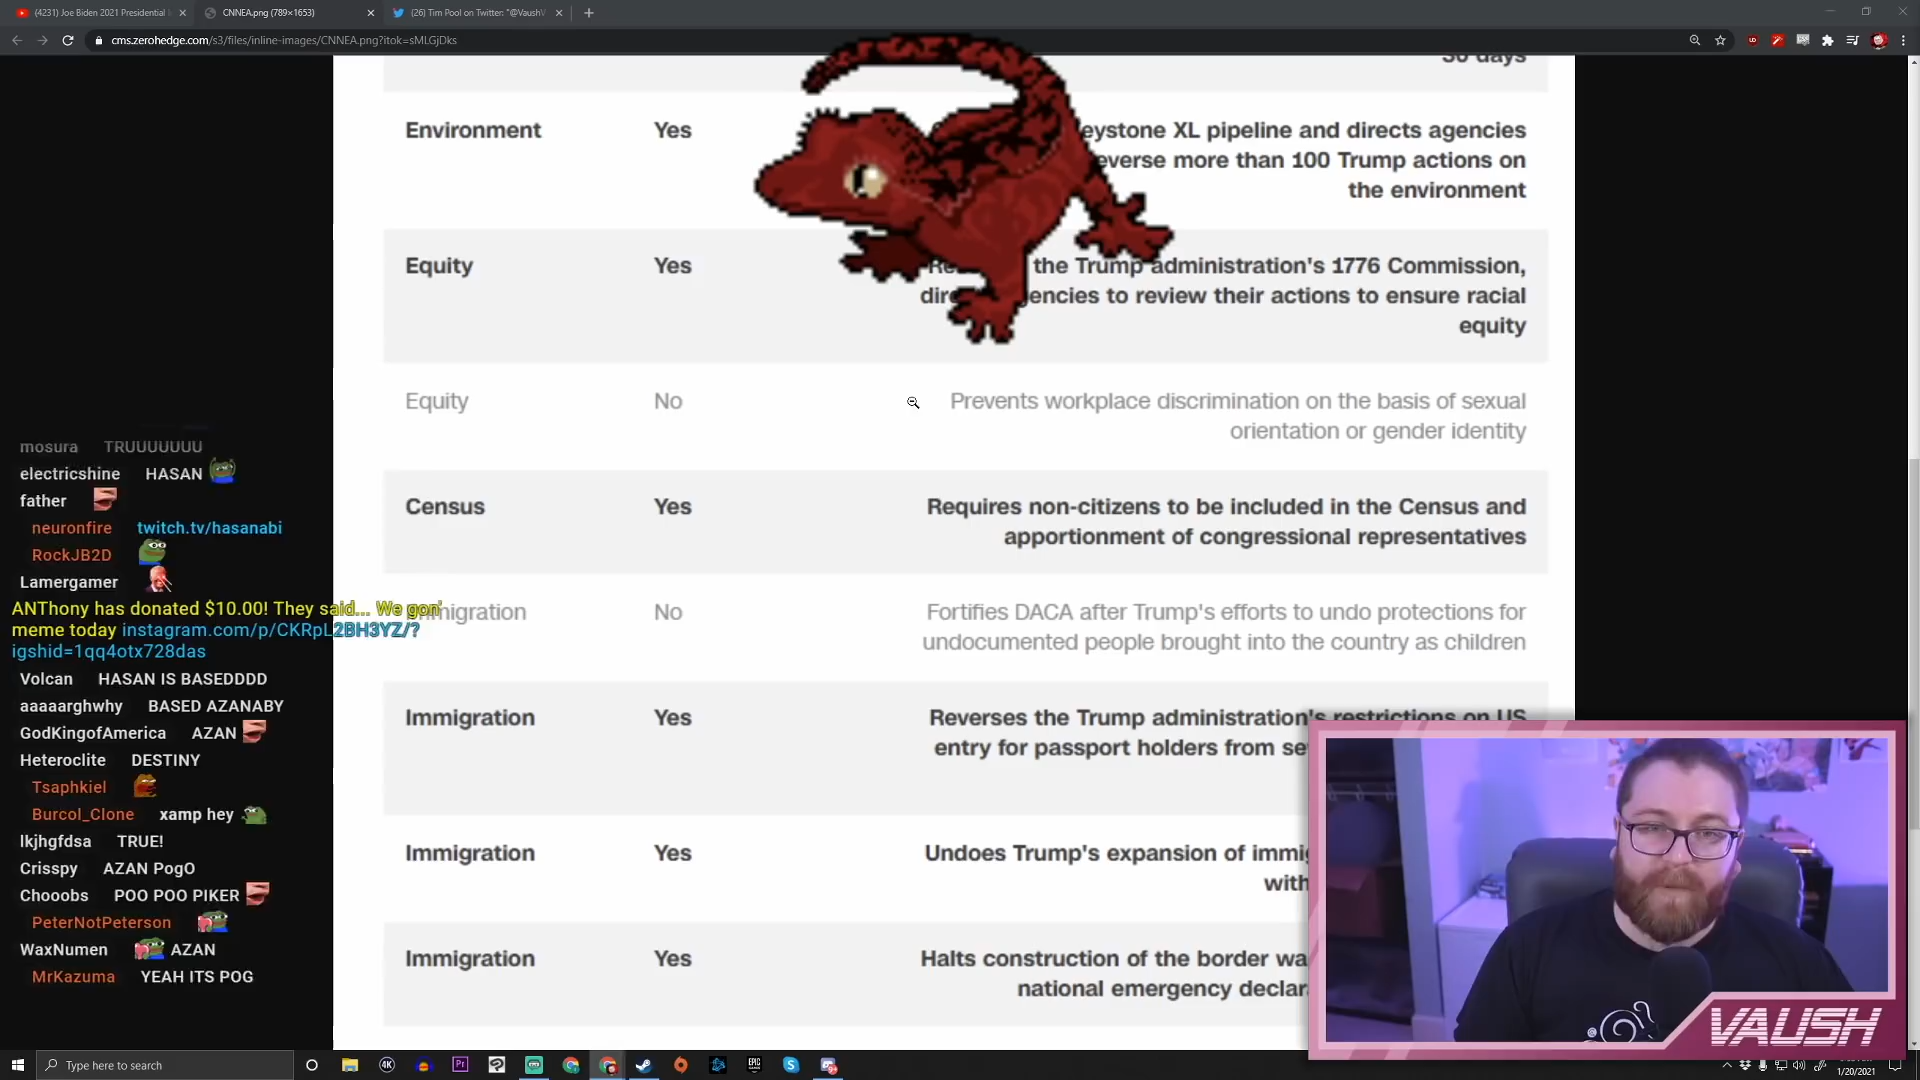 (4231) Joe Biden 2021 Presidential
CNNEA.png (789×1653)
(26) Tim Pool on Twitter: "@VaushV
cms.zerohedge.com/s3/files/inline-images/CNNEA.png?itok=sMLGjDks
30 days
Environment Yes eystone XL pipeline and directs agencies
everse more than 100 Trump actions on
the environment
Equity Yes the Trump administration's 1776 Commission,
encies to review their actions to ensure racial
equity
Equity No Prevents workplace discrimination on the basis of sexual
orientation or gender identity
Census Yes Requires non-citizens to be included in the Census and
apportionment of congressional representatives
No Fortifies DACA after Trump's efforts to undo protections for
undocumented people brought into the country as children
Immigration Yes Reverses the Trump administration's restrictions on US
entry for passport holders from se
Immigration Yes Undoes Trump's expansion of immig
with
Immigration Yes Halts construction of the border wa
national emergency declar
mosura TRUUUUUUU
electricshine HASAN
father
neuronfire twitch.tv/hasanabi
RockJB2D
Lamergamer
ANThony has donated $10.00! They said... We gon'
meme today instagram.com/p/CKRpL2BH3YZ/?
igshid=1qq4otx728das
Volcan HASAN IS BASEDDDD
aaaaarghwhy BASED AZANABY
GodKingofAmerica AZAN
Heteroclite DESTINY
Tsaphkiel
Burcol_Clone xamp hey
lkjhgfdsa TRUE!
Crisspy AZAN PogO
Chooobs POO POO PIKER
PeterNotPeterson
WaxNumen AZAN
MrKazuma YEAH ITS POG
VAUSH
Type here to search
1/20/2021